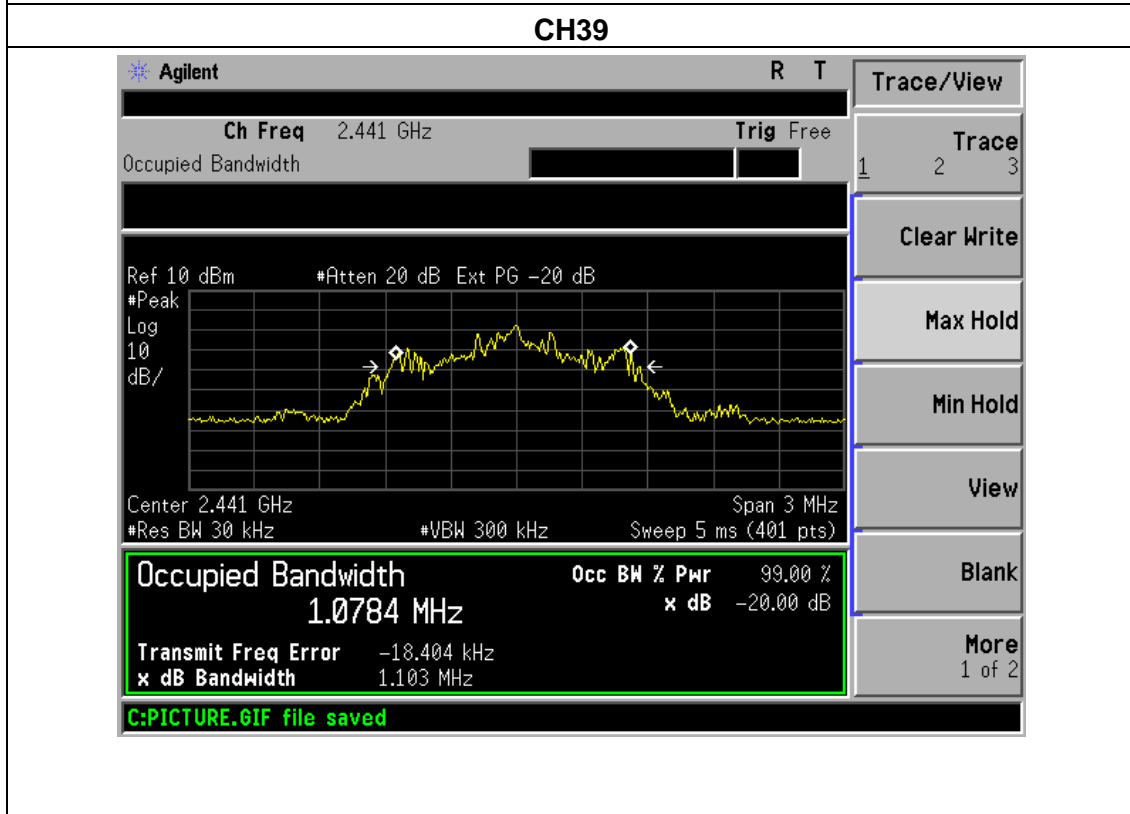 CH39
Agilent R T
Trace/View
Ch Freq 2.441 GHz Trig Free
Occupied Bandwidth
Trace
1 2 3
Clear Write
Ref 10 dBm #Atten 20 dB Ext PG -20 dB
#Peak
Log
10
dB/
Max Hold
Min Hold
View
Center 2.441 GHz Span 3 MHz
#Res BW 30 kHz #VBW 300 kHz Sweep 5 ms (401 pts)
Occupied Bandwidth Occ BW % Pwr 99.00 %
1.0784 MHz x dB -20.00 dB
Blank
Transmit Freq Error -18.404 kHz
x dB Bandwidth 1.103 MHz
More
1 of 2
C:PICTURE.GIF file saved